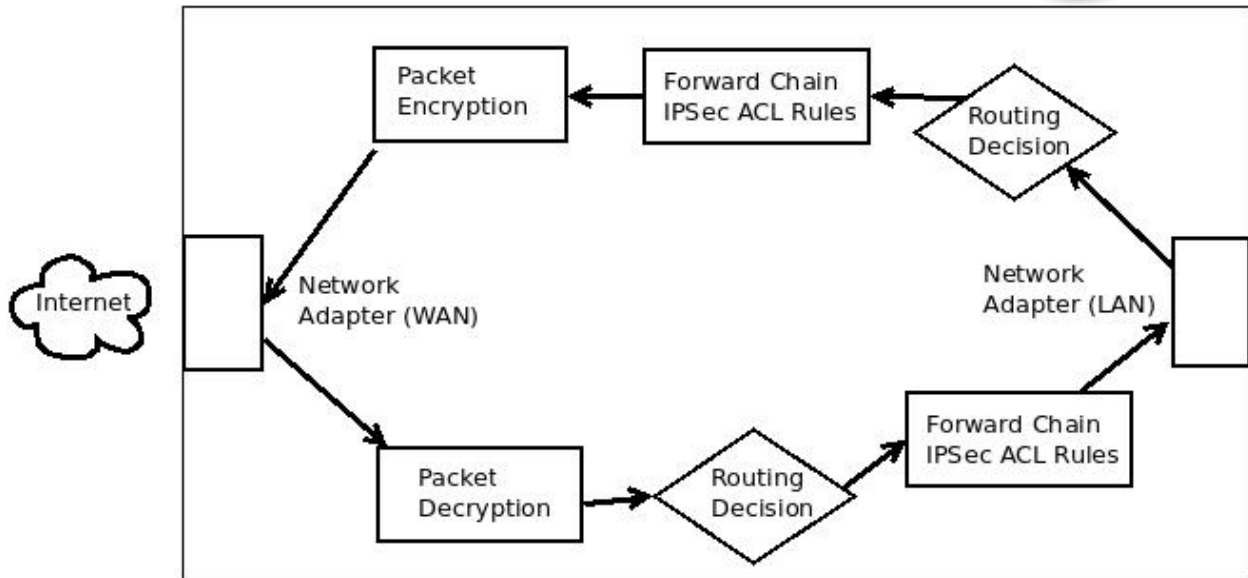 Packet
Encryption
Forward Chain
IPSec ACL Rules
Routing
Decision
Internet
Network
Adapter (WAN)
Network
Adapter (LAN)
Packet
Decryption
Routing
Decision
Forward Chain
IPSec ACL Rules